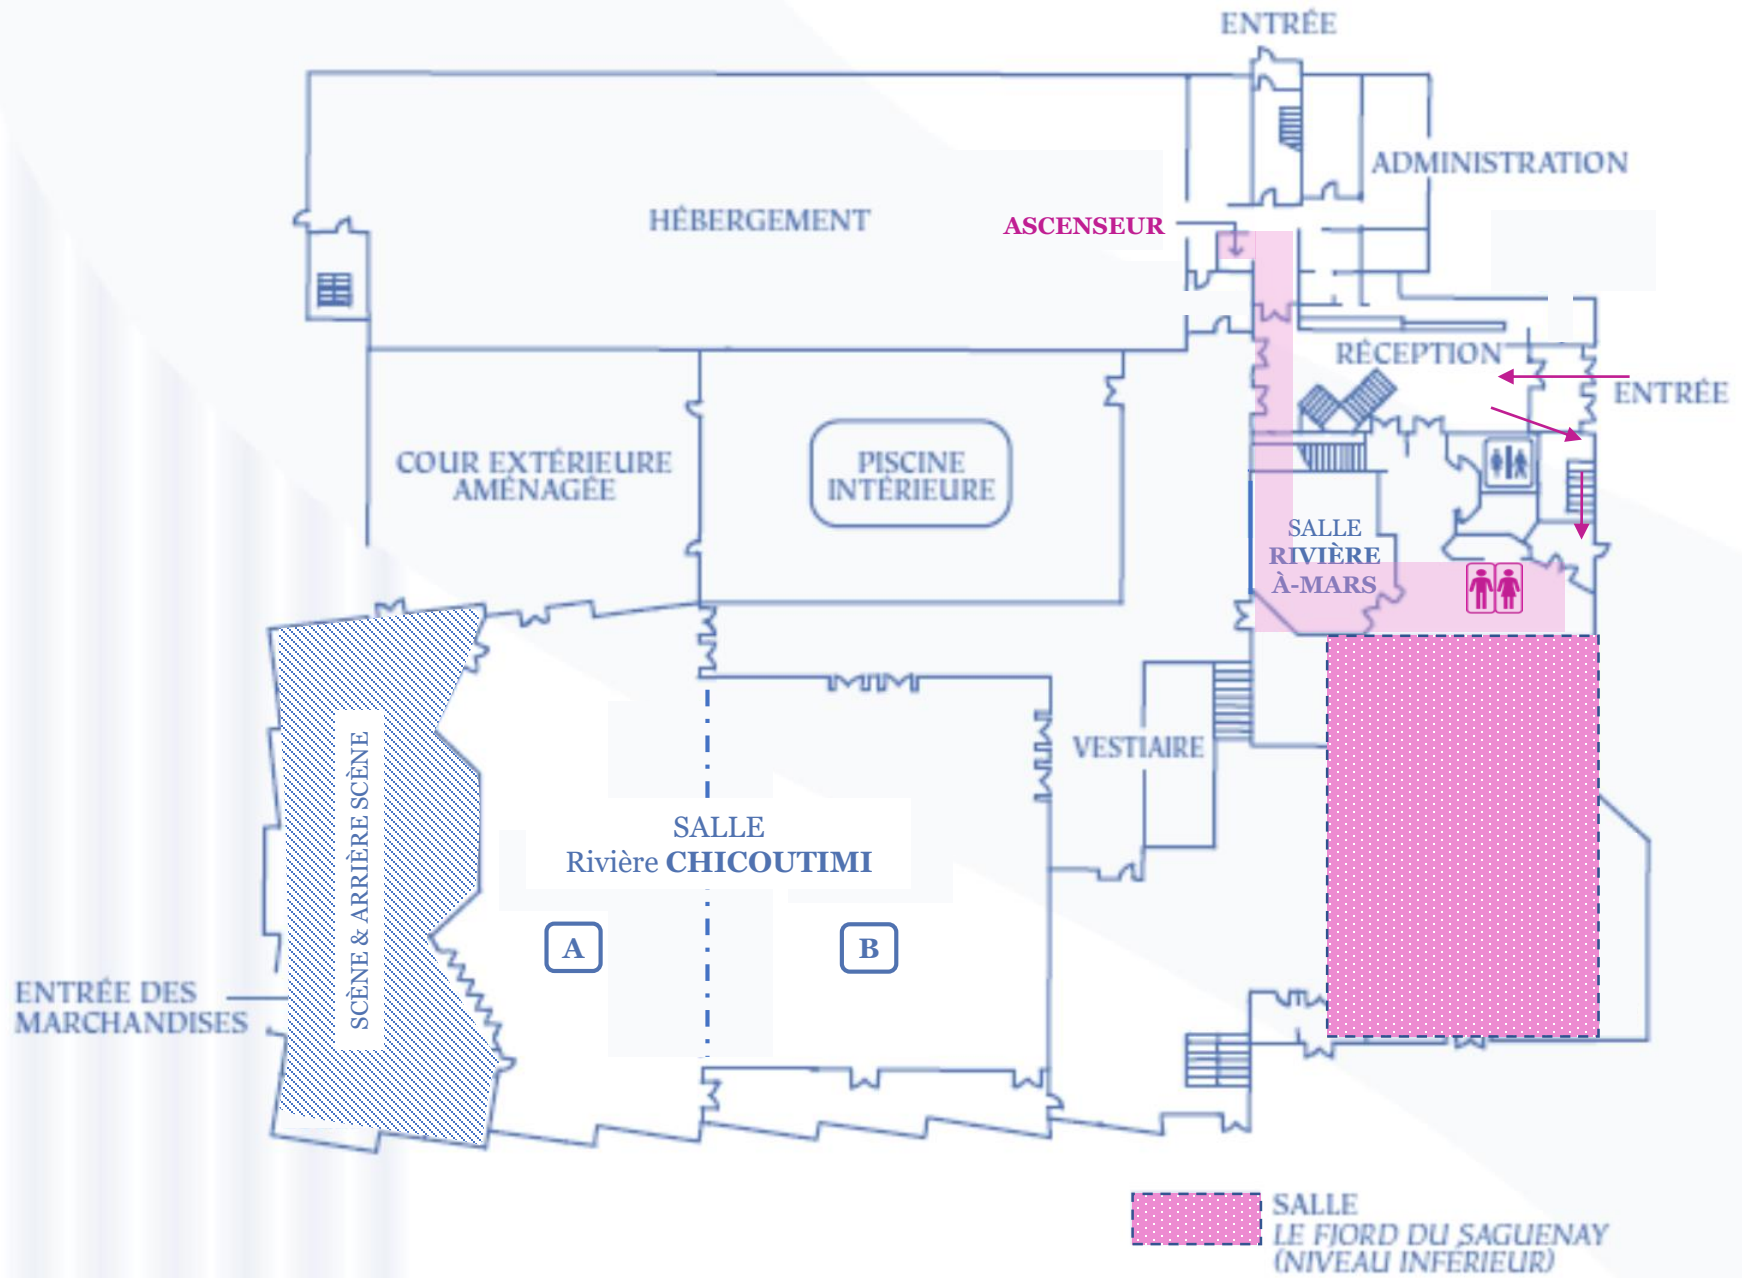 ENTRÉE
ADMINISTRATION
HÉBERGEMENT
ASCENSEUR
RÉCEPTION
ENTRÉE
COUR EXTÉRIEURE
AMÉNAGÉE
PISCINE
INTÉRIEURE
SALLE
RIVIÈRE
À-MARS
SCÈNE & ARRIÈRE SCÈNE
VESTIAIRE
SALLE
Rivière CHICOUTIMI
A
B
ENTRÉE DES
MARCHANDISES
SALLE
LE FJORD DU SAGUENAY
(NIVEAU INFÉRIEUR)